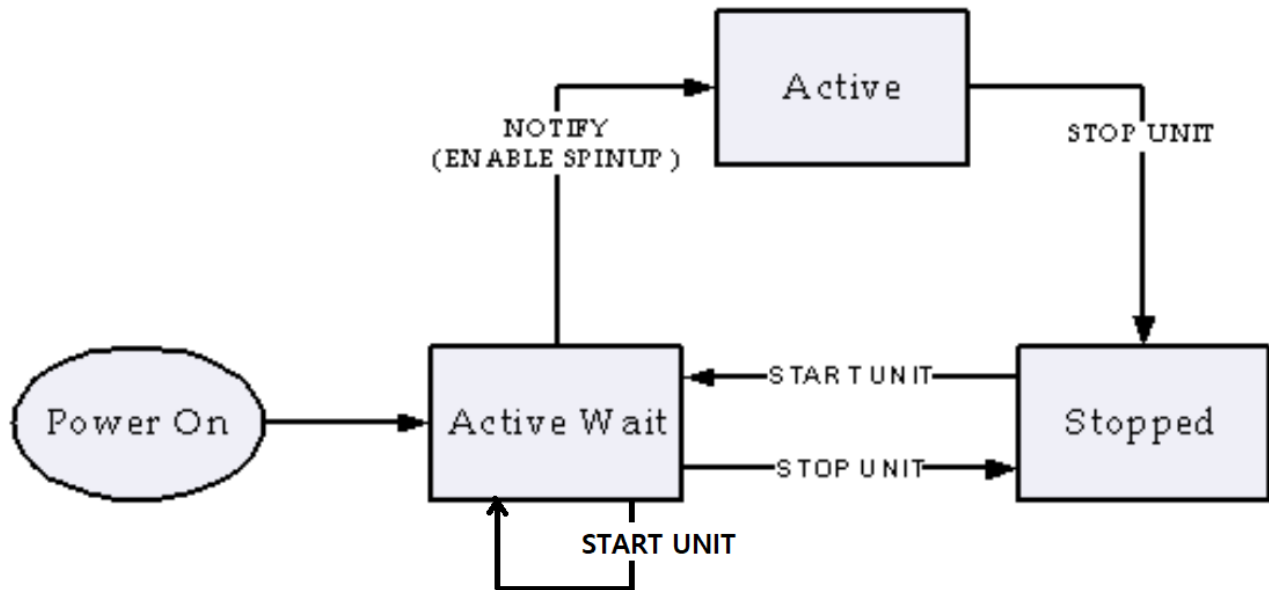 Active
NOTIFY
(ENABLE SPINUP)
STOP UNIT
Power On
Active Wait
START UNIT
STOP UNIT
Stopped
START UNIT